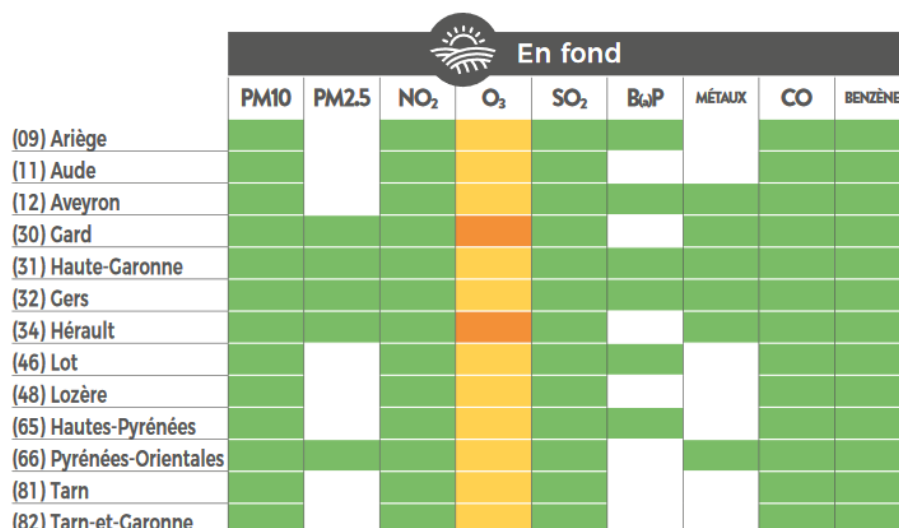 En fond
PM10 PM2.5 NO₂ O₃ SO₂ B(a)P MÉTAUX CO BENZÈNE
(09) Ariège
(11) Aude
(12) Aveyron
(30) Gard
(31) Haute-Garonne
(32) Gers
(34) Hérault
(46) Lot
(48) Lozère
(65) Hautes-Pyrénées
(66) Pyrénées-Orientales
(81) Tarn
(82) Tarn-et-Garonne